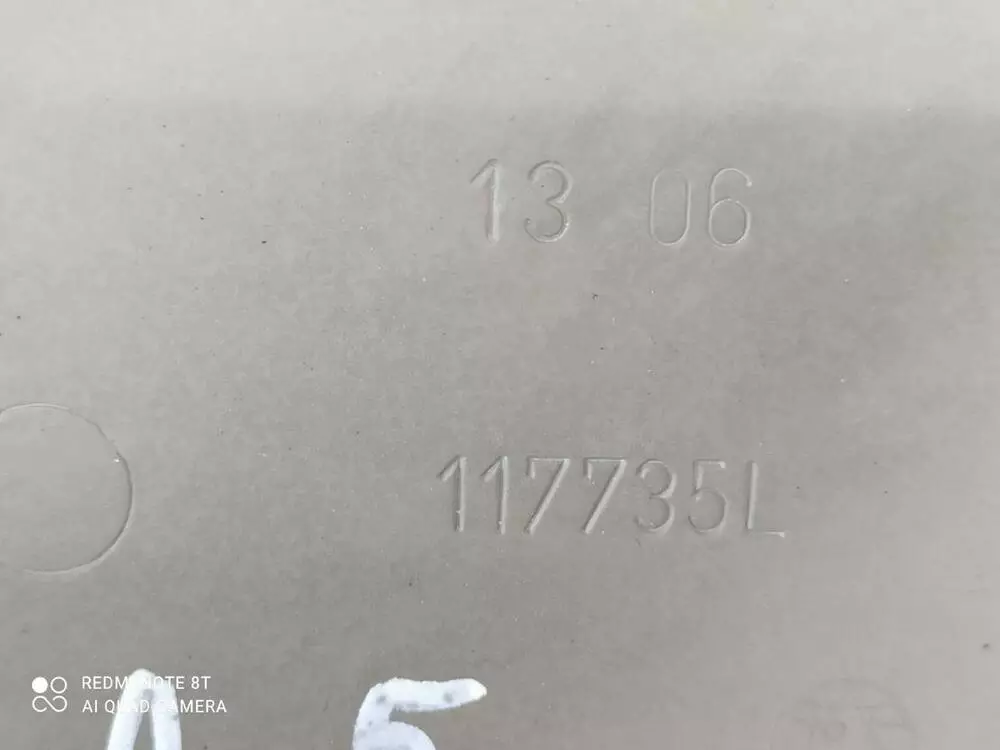 13 06
117735L
REDMI NOTE 8T
AI QUAD CAMERA